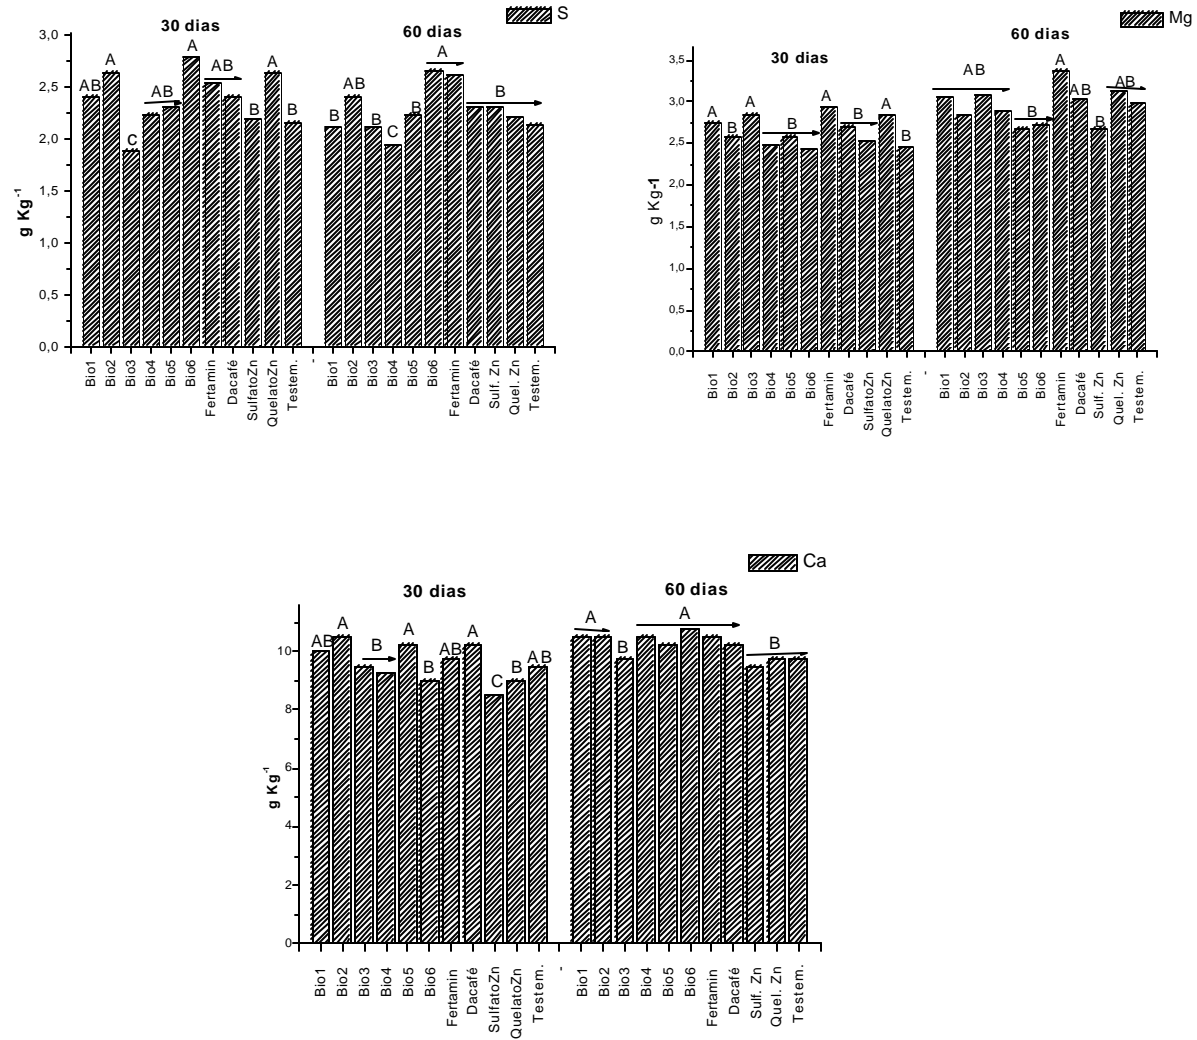 S
30 dias
60 dias
3,0
2,5
2,0
1,5
1,0
0,5
0,0
g Kg-1
AB
A
C
AB
A
AB
B
A
B
B
AB
B
C
B
A
B
Bio1
Bio2
Bio3
Bio4
Bio5
Bio6
Fertamin
Dacafé
SulfatoZn
QuelatoZn
Testem.
-
Bio1
Bio2
Bio3
Bio4
Bio5
Bio6
Fertamin
Dacafé
Sulf. Zn
Quel. Zn
Testem.
Mg
30 dias
60 dias
3,5
3,0
2,5
2,0
1,5
1,0
0,5
0,0
g Kg-1
A
B
A
B
A
B
A
B
AB
B
A
AB
B
AB
Bio1
Bio2
Bio3
Bio4
Bio5
Bio6
Fertamin
Dacafé
SulfatoZn
QuelatoZn
Testem.
-
Bio1
Bio2
Bio3
Bio4
Bio5
Bio6
Fertamin
Dacafé
Sulf. Zn
Quel. Zn
Testem.
Ca
30 dias
60 dias
10
8
6
4
2
0
g Kg-1
AB
A
B
A
B
AB
A
C
B
AB
A
B
A
B
Bio1
Bio2
Bio3
Bio4
Bio5
Bio6
Fertamin
Dacafé
SulfatoZn
QuelatoZn
Testem.
-
Bio1
Bio2
Bio3
Bio4
Bio5
Bio6
Fertamin
Dacafé
Sulf. Zn
Quel. Zn
Testem.